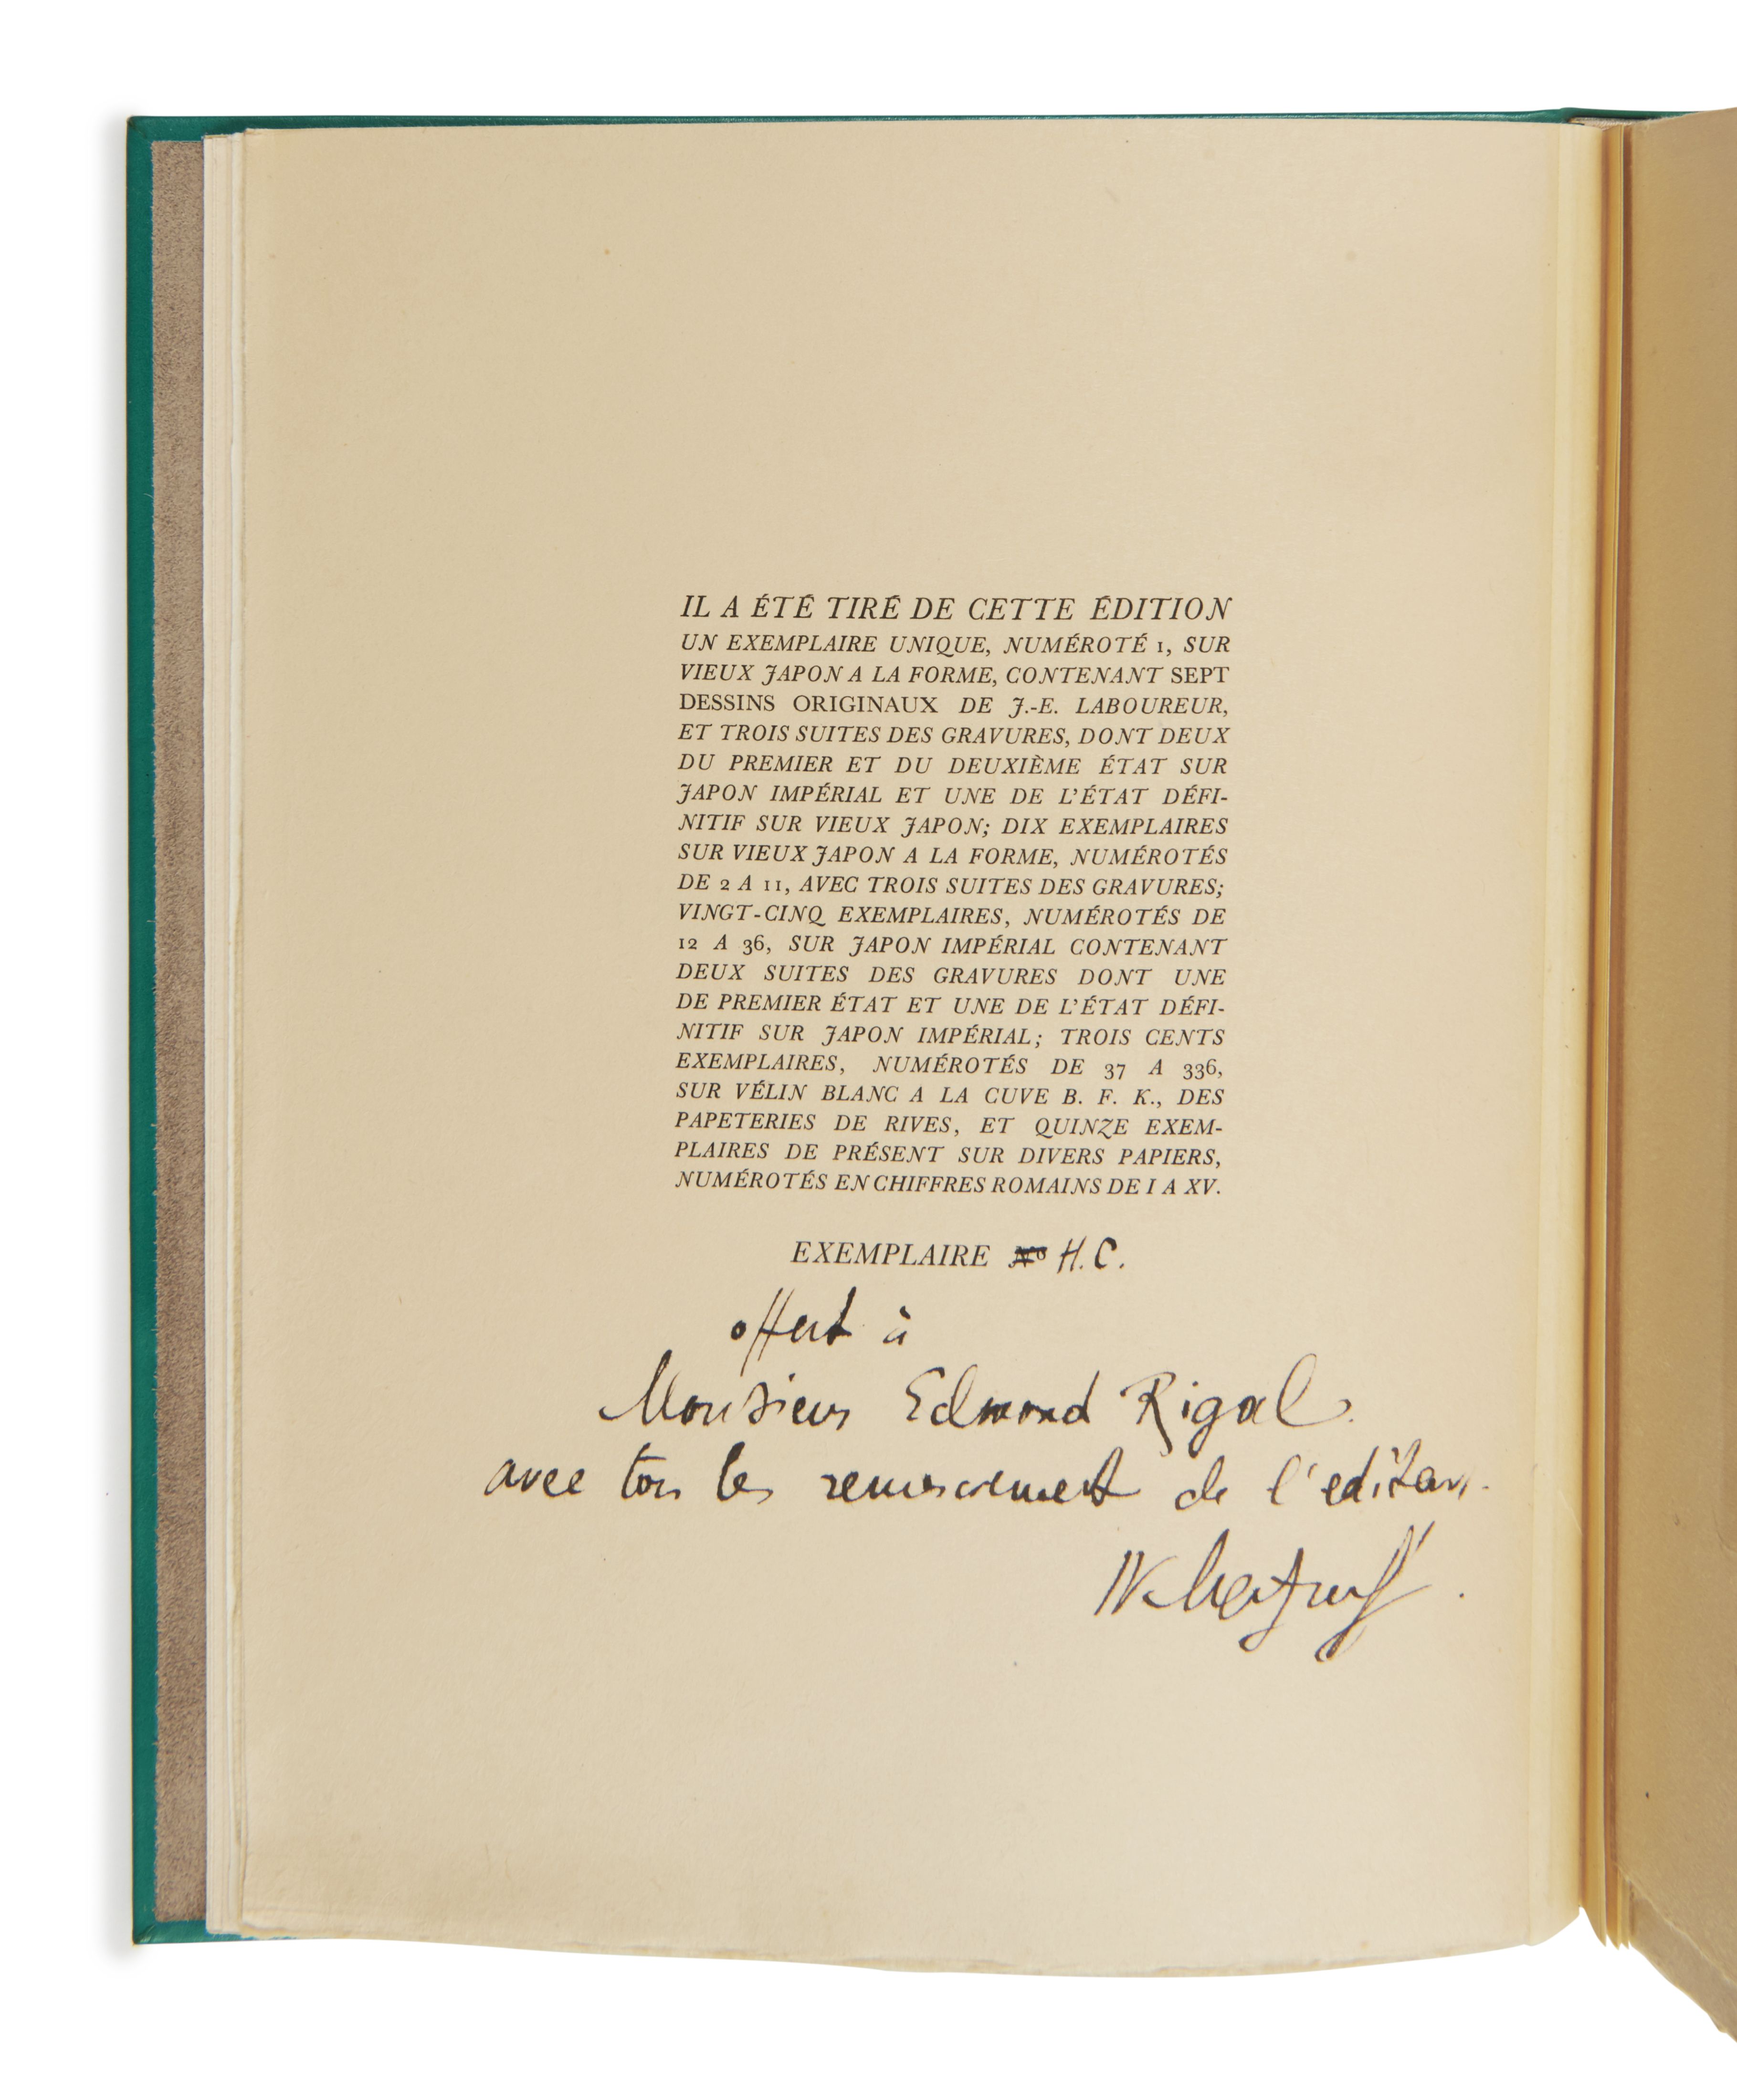 IL A ÉTÉ TIRÉ DE CETTE ÉDITION
UN EXEMPLAIRE UNIQUE, NUMÉROTÉ 1, SUR
VIEUX JAPON A LA FORME, CONTENANT SEPT
DESSINS ORIGINAUX DE J.-E. LABOUREUR,
ET TROIS SUITES DES GRAVURES, DONT DEUX
DU PREMIER ET DU DEUXIÈME ÉTAT SUR
JAPON IMPÉRIAL ET UNE DE L'ÉTAT DÉFI-
NITIF SUR VIEUX JAPON; DIX EXEMPLAIRES
SUR VIEUX JAPON A LA FORME, NUMÉROTÉS
DE 2 A 11, AVEC TROIS SUITES DES GRAVURES;
VINGT-CINQ EXEMPLAIRES, NUMÉROTÉS DE
12 A 36, SUR JAPON IMPÉRIAL CONTENANT
DEUX SUITES DES GRAVURES DONT UNE
DE PREMIER ÉTAT ET UNE DE L'ÉTAT DÉFI-
NITIF SUR JAPON IMPÉRIAL; TROIS CENTS
EXEMPLAIRES, NUMÉROTÉS DE 37 A 336,
SUR VÉLIN BLANC A LA CUVE B. F. K., DES
PAPETERIES DE RIVES, ET QUINZE EXEM-
PLAIRES DE PRÉSENT SUR DIVERS PAPIERS,
NUMÉROTÉS EN CHIFFRES ROMAINS DE I A XV.
EXEMPLAIRE No H. C.
offert à
Monsieur Edmond Rigal
avec tous les de l'editeur.